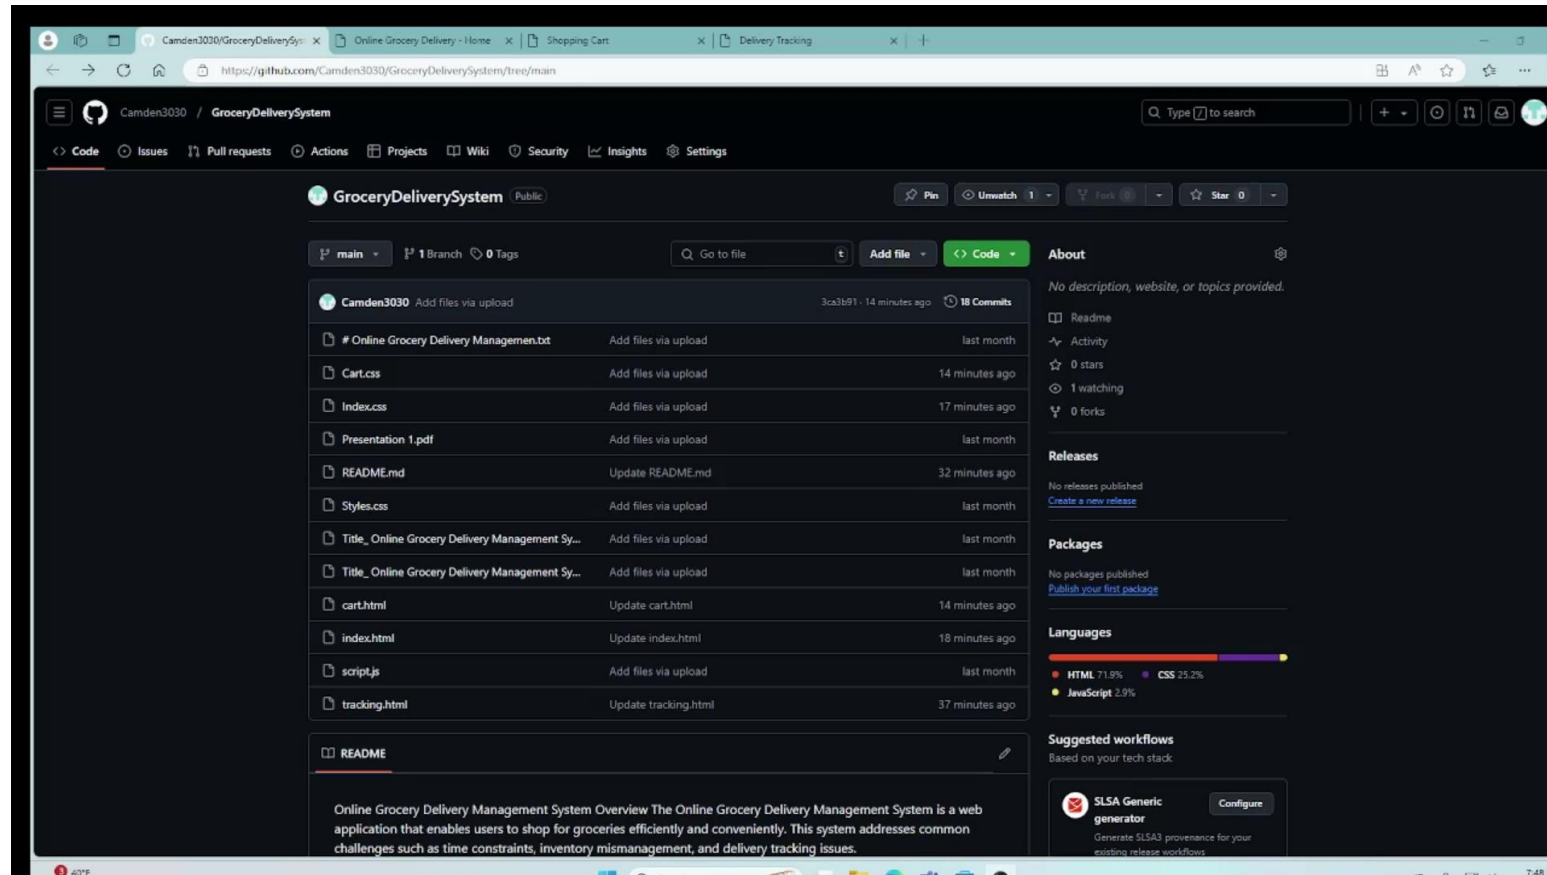 Camden3030/GroceryDeliverySys
Online Grocery Delivery - Home
Shopping Cart
Delivery Tracking
https://github.com/Camden3030/GroceryDeliverySystem/tree/main
Camden3030 / GroceryDeliverySystem
Type / to search
Code Issues Pull requests Actions Projects Wiki Security Insights Settings
GroceryDeliverySystem Public
Pin Unwatch 1 Fork 0 Star 0
main 1 Branch 0 Tags Go to file t Add file Code
Camden3030 Add files via upload 3ca3b91 · 14 minutes ago 18 Commits
# Online Grocery Delivery Managemen.txt Add files via upload last month
Cart.css Add files via upload 14 minutes ago
Index.css Add files via upload 17 minutes ago
Presentation 1.pdf Add files via upload last month
README.md Update README.md 32 minutes ago
Styles.css Add files via upload last month
Title_ Online Grocery Delivery Management Sy... Add files via upload last month
Title_ Online Grocery Delivery Management Sy... Add files via upload last month
cart.html Update cart.html 14 minutes ago
index.html Update index.html 18 minutes ago
script.js Add files via upload last month
tracking.html Update tracking.html 37 minutes ago
README
Online Grocery Delivery Management System Overview The Online Grocery Delivery Management System is a web
application that enables users to shop for groceries efficiently and conveniently. This system addresses common
challenges such as time constraints, inventory mismanagement, and delivery tracking issues.
About
No description, website, or topics provided.
Readme
Activity
0 stars
1 watching
0 forks
Releases
No releases published
Create a new release
Packages
No packages published
Publish your first package
Languages
HTML 71.9% CSS 25.2%
JavaScript 2.9%
Suggested workflows
Based on your tech stack
SLSA Generic
generator
Configure
Generate SLSA3 provenance for your
existing release workflows
3
40°F
7:48